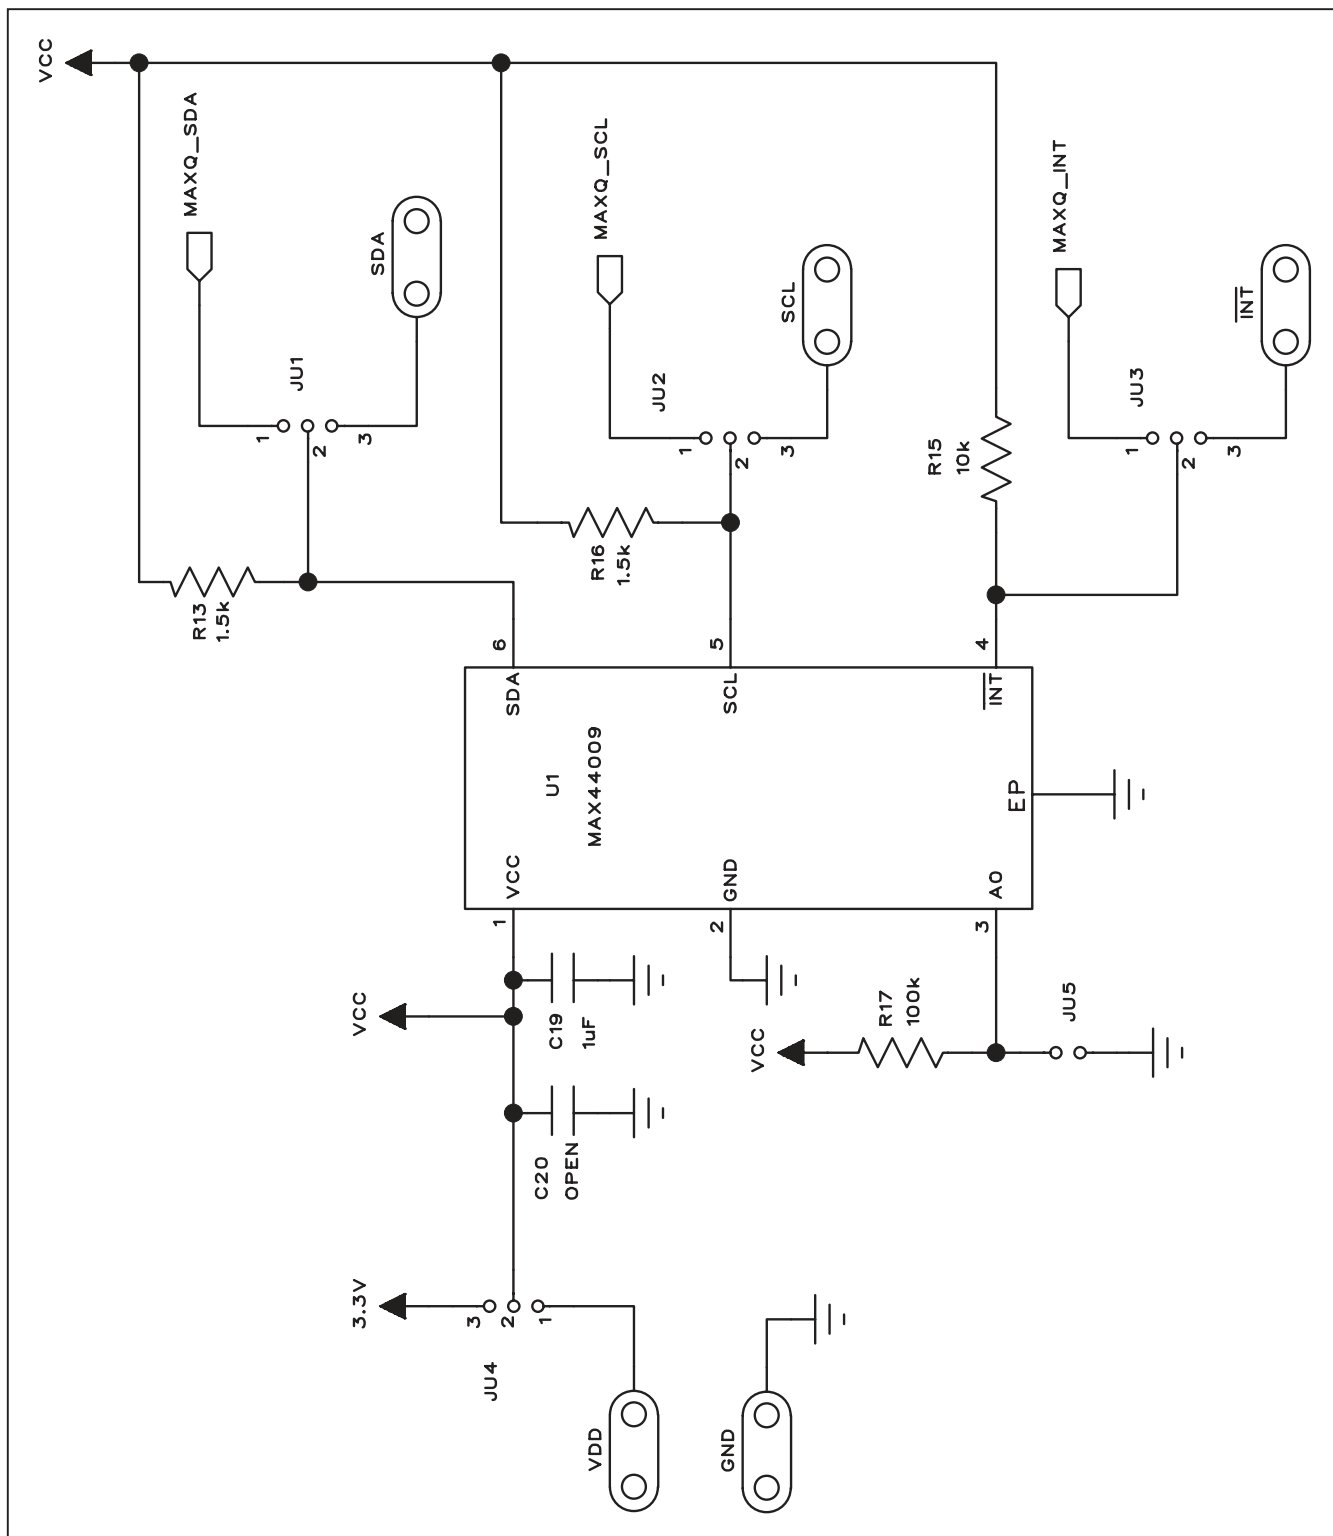 VCC
MAXQ_SDA
R13
1.5k
1
JU1
2
3
SDA
3.3V
VCC
3
JU4
2
1
C20
OPEN
C19
1uF
1
VCC
SDA
6
U1
MAX44009
R16
1.5k
MAXQ_SCL
JU2
1
2
3
SCL
VDD
GND
2
GND
SCL
5
VCC
R17
100k
3
A0
INT
4
EP
R15
10k
JU5
MAXQ_INT
1
JU3
2
3
INT